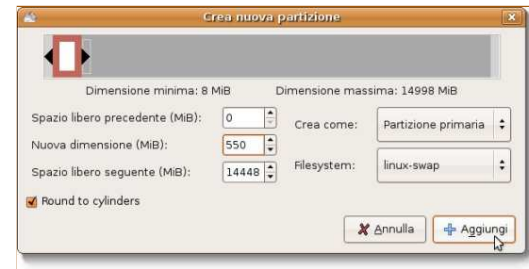 Crea nuova partizione
Dimensione minima: 8 MiB Dimensione massima: 14998 MiB
Spazio libero precedente (MiB): 0
Crea come: Partizione primaria
Nuova dimensione (MiB): 550
Filesystem: linux-swap
Spazio libero seguente (MiB): 14448
Round to cylinders
Annulla Aggiungi